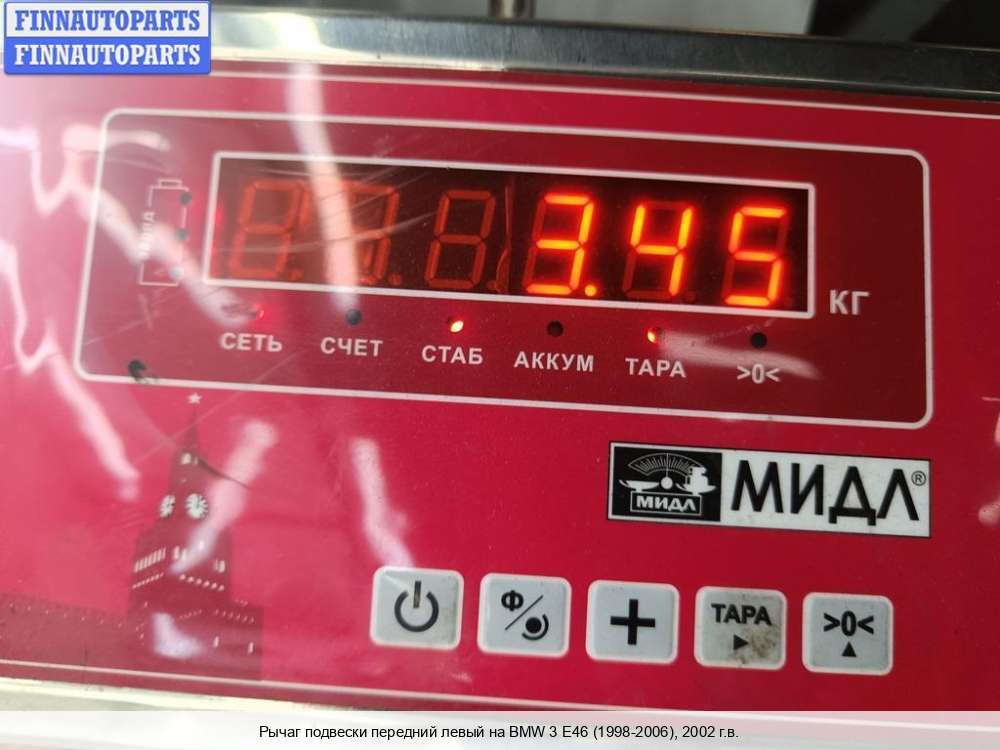 FINNAUTOPARTS
FINNAUTOPARTS
3.45
КГ
СЕТЬ СЧЕТ СТАБ АККУМ ТАРА >0<
МИДЛ МИДЛ®
Ф ТАРА >0<
Рычаг подвески передний левый на BMW 3 E46 (1998-2006), 2002 г.в.